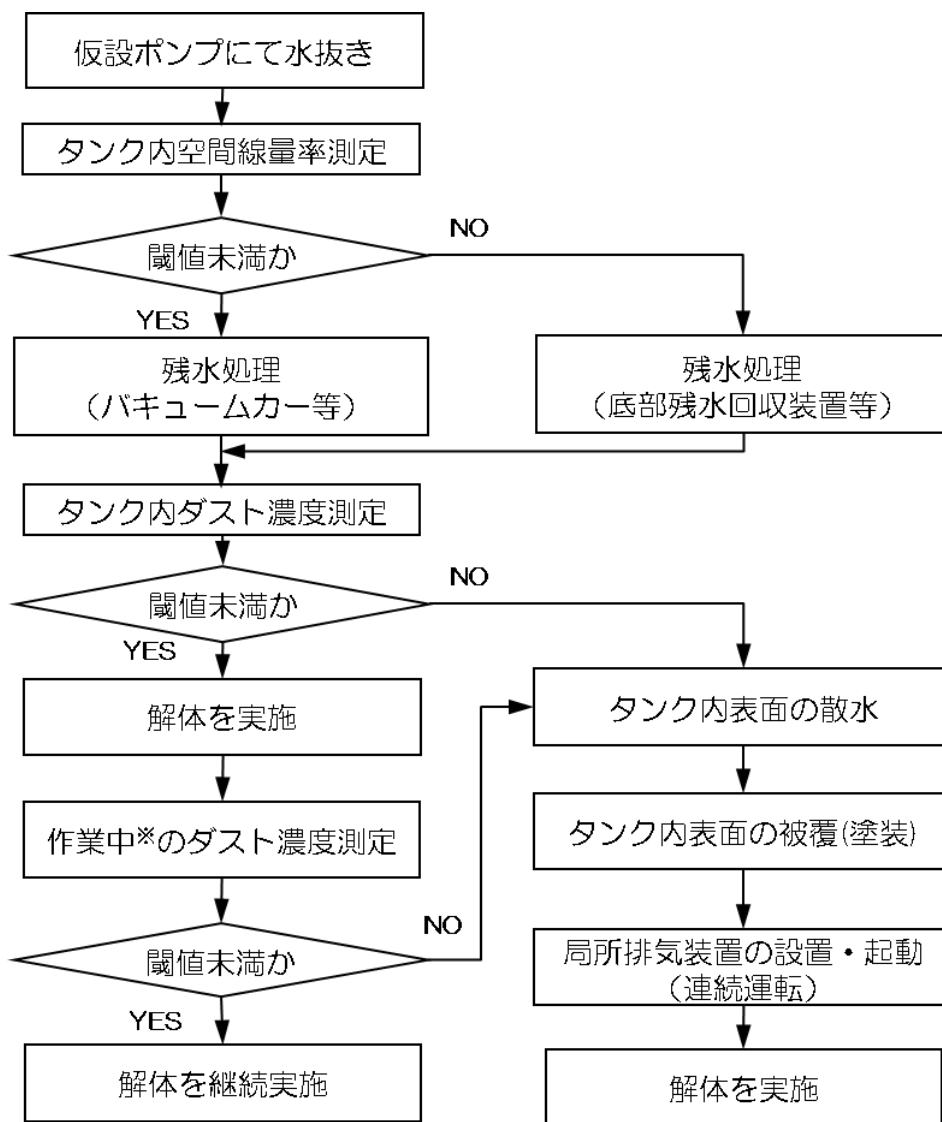 仮設ポンプにて水抜き
タンク内空間線量率測定
閾値未満か
NO
YES
残水処理
（バキュームカー等）
残水処理
（底部残水回収装置等）
タンク内ダスト濃度測定
閾値未満か
NO
YES
解体を実施
タンク内表面の散水
作業中※のダスト濃度測定
タンク内表面の被覆(塗装)
閾値未満か
NO
YES
局所排気装置の設置・起動
（連続運転）
解体を継続実施
解体を実施